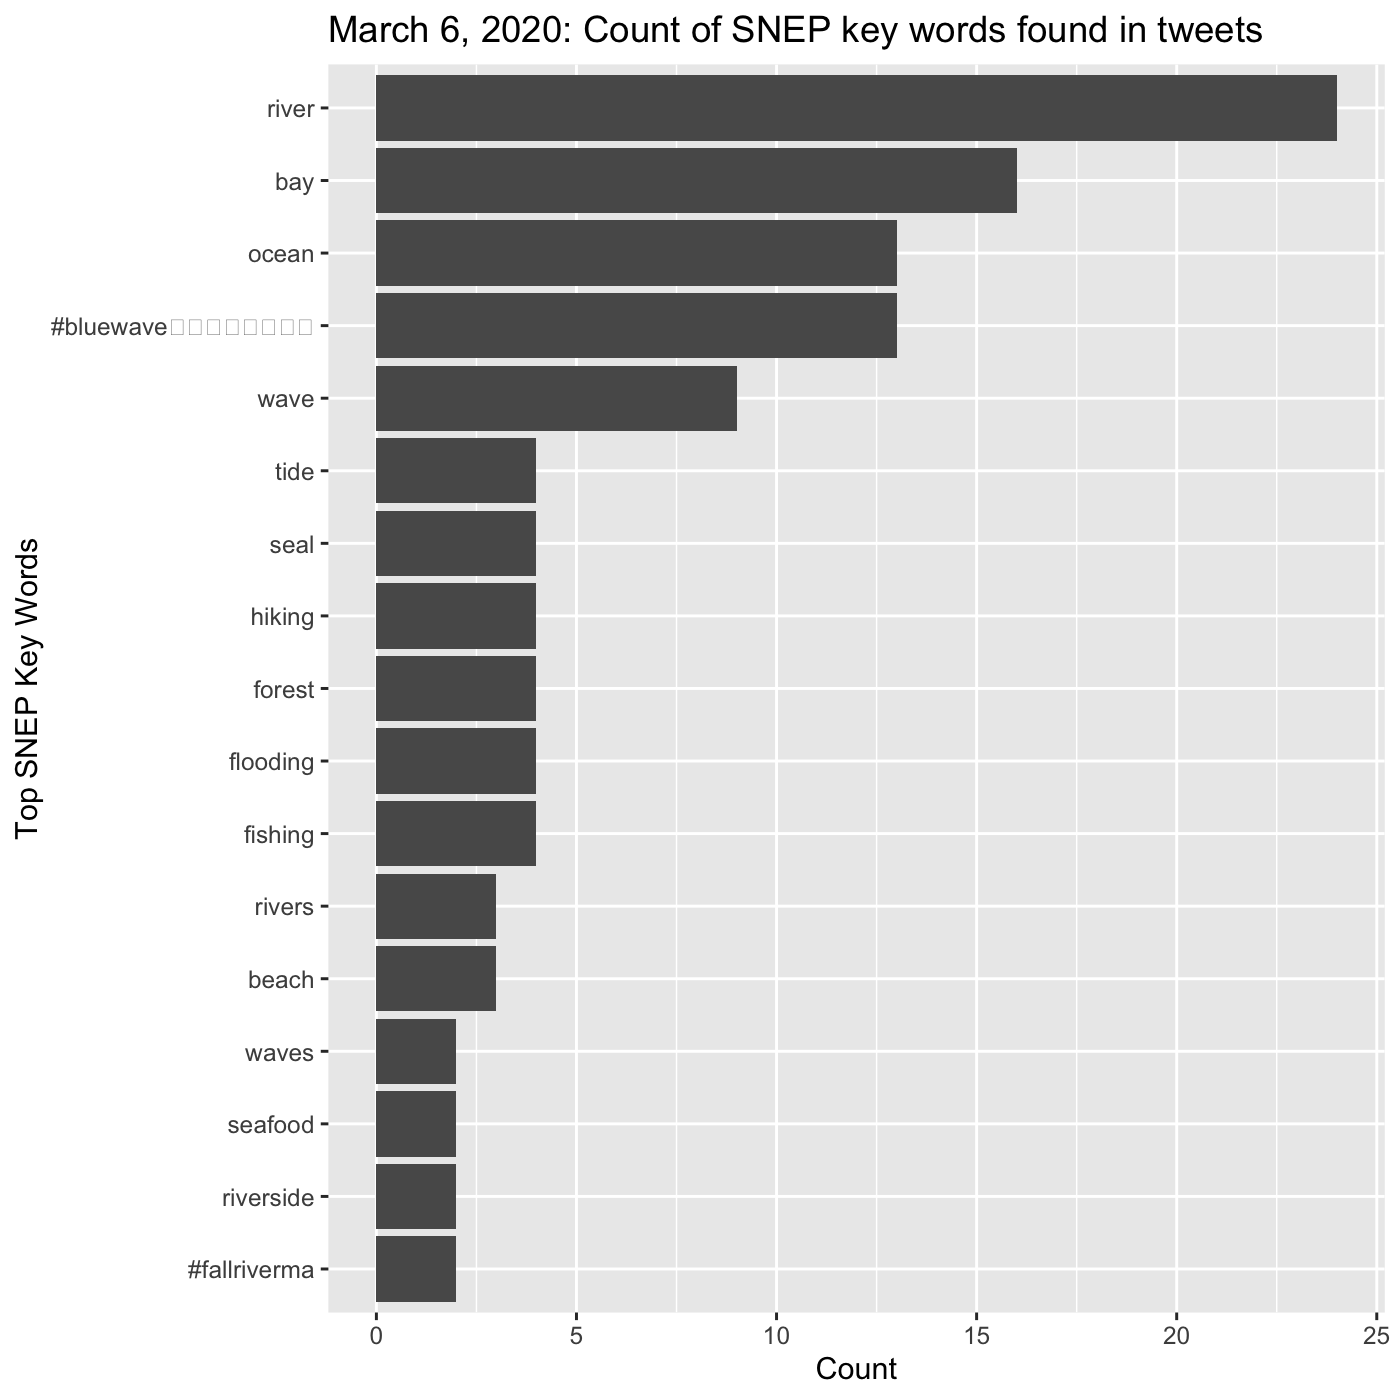 March 6, 2020: Count of SNEP key words found in tweets
river
bay
ocean
#bluewave
wave
tide
seal
hiking
forest
flooding
fishing
rivers
beach
waves
seafood
riverside
#fallriverma
Top SNEP Key Words
0 5 10 15 20 25
Count